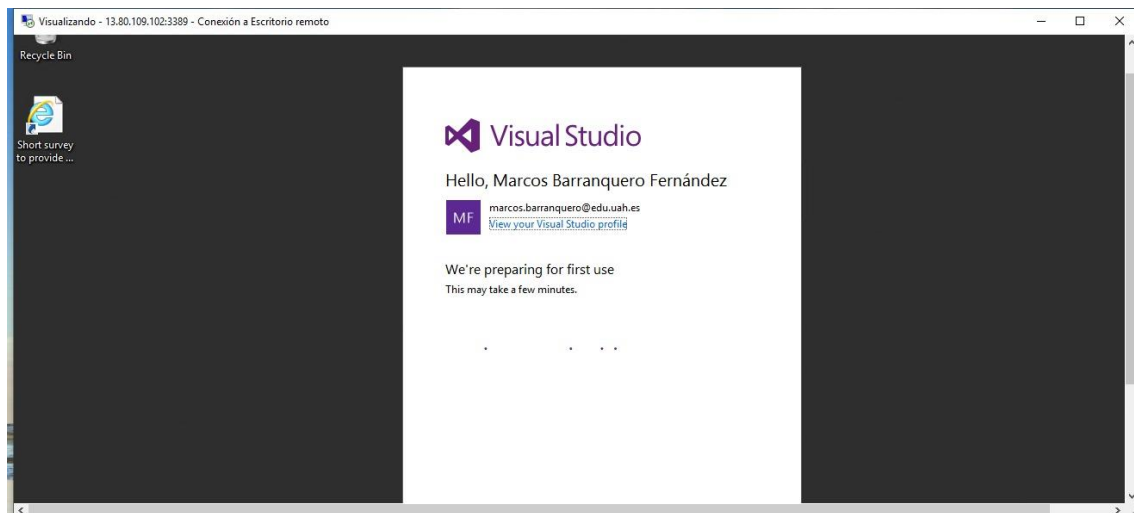 Visualizando - 13.80.109.102:3389 - Conexión a Escritorio remoto
Recycle Bin
Short survey
to provide ...
Visual Studio
Hello, Marcos Barranquero Fernández
MF
marcos.barranquero@edu.uah.es
View your Visual Studio profile
We're preparing for first use
This may take a few minutes.